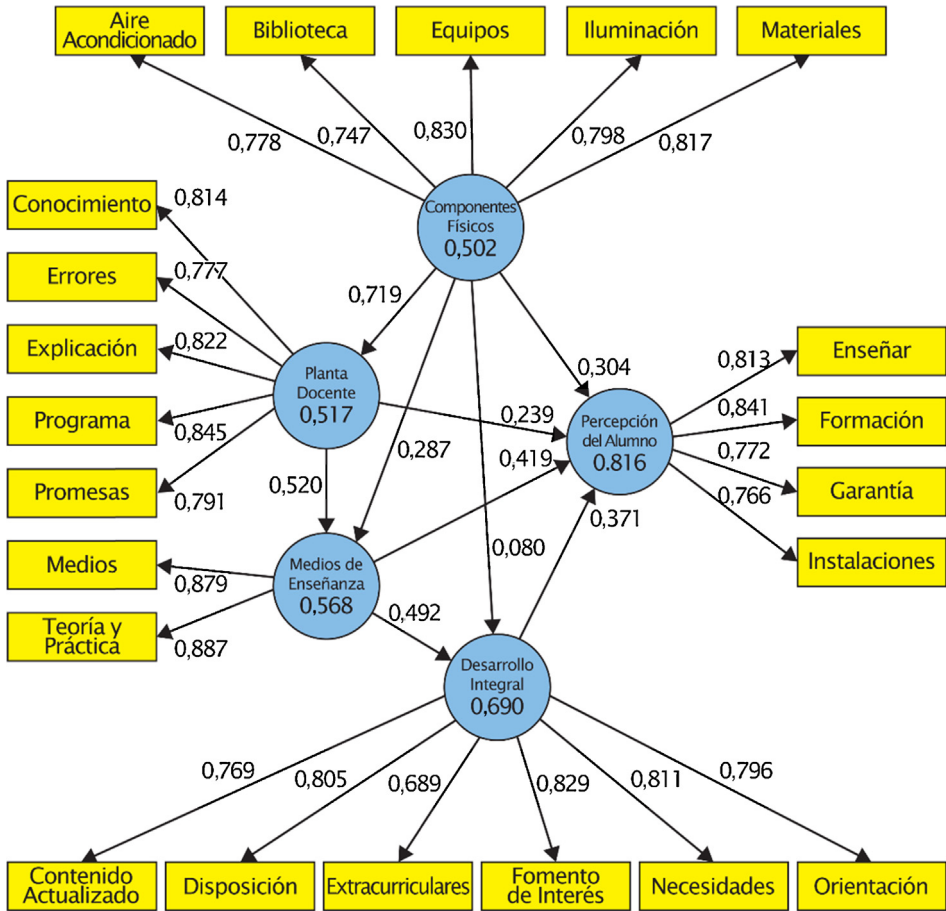 Aire
Acondicionado
Biblioteca
Equipos
Iluminación
Materiales
0,778
0,747
0,830
0,798
0,817
Conocimiento
0,814
Componentes
Físicos
0,502
Errores
0,777
0,719
Explicación
0,822
Planta
Docente
0,517
0,304
0,813
Enseñar
Programa
0,845
0,239
Percepción
del Alumno
0.816
0,841
Formación
Promesas
0,791
0,520
0,287
0,419
0,772
Garantía
0,371
0,766
Instalaciones
Medios
0,879
Medios de
Enseñanza
0,568
0,080
Teoría y
Práctica
0,887
0,492
Desarrollo
Integral
0,690
0,769
0,805
0,689
0,829
0,811
0,796
Contenido
Actualizado
Disposición
Extracurriculares
Fomento
de Interés
Necesidades
Orientación